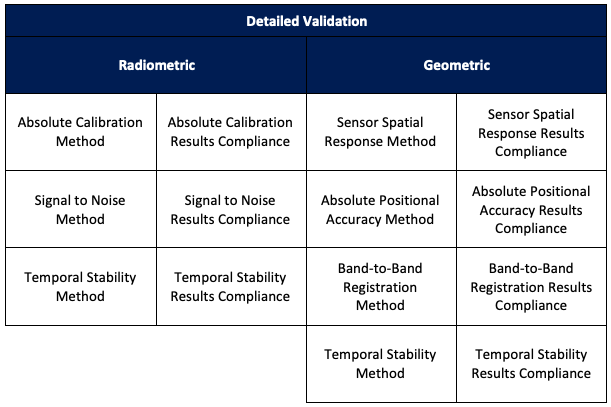 Detailed Validation
Radiometric
Geometric
Absolute Calibration
Method
Absolute Calibration
Results Compliance
Sensor Spatial
Response Method
Sensor Spatial
Response Results
Compliance
Signal to Noise
Method
Signal to Noise
Results Compliance
Absolute Positional
Accuracy Method
Absolute Positional
Accuracy Results
Compliance
Temporal Stability
Method
Temporal Stability
Results Compliance
Band-to-Band
Registration
Method
Band-to-Band
Registration Results
Compliance
Temporal Stability
Method
Temporal Stability
Results Compliance